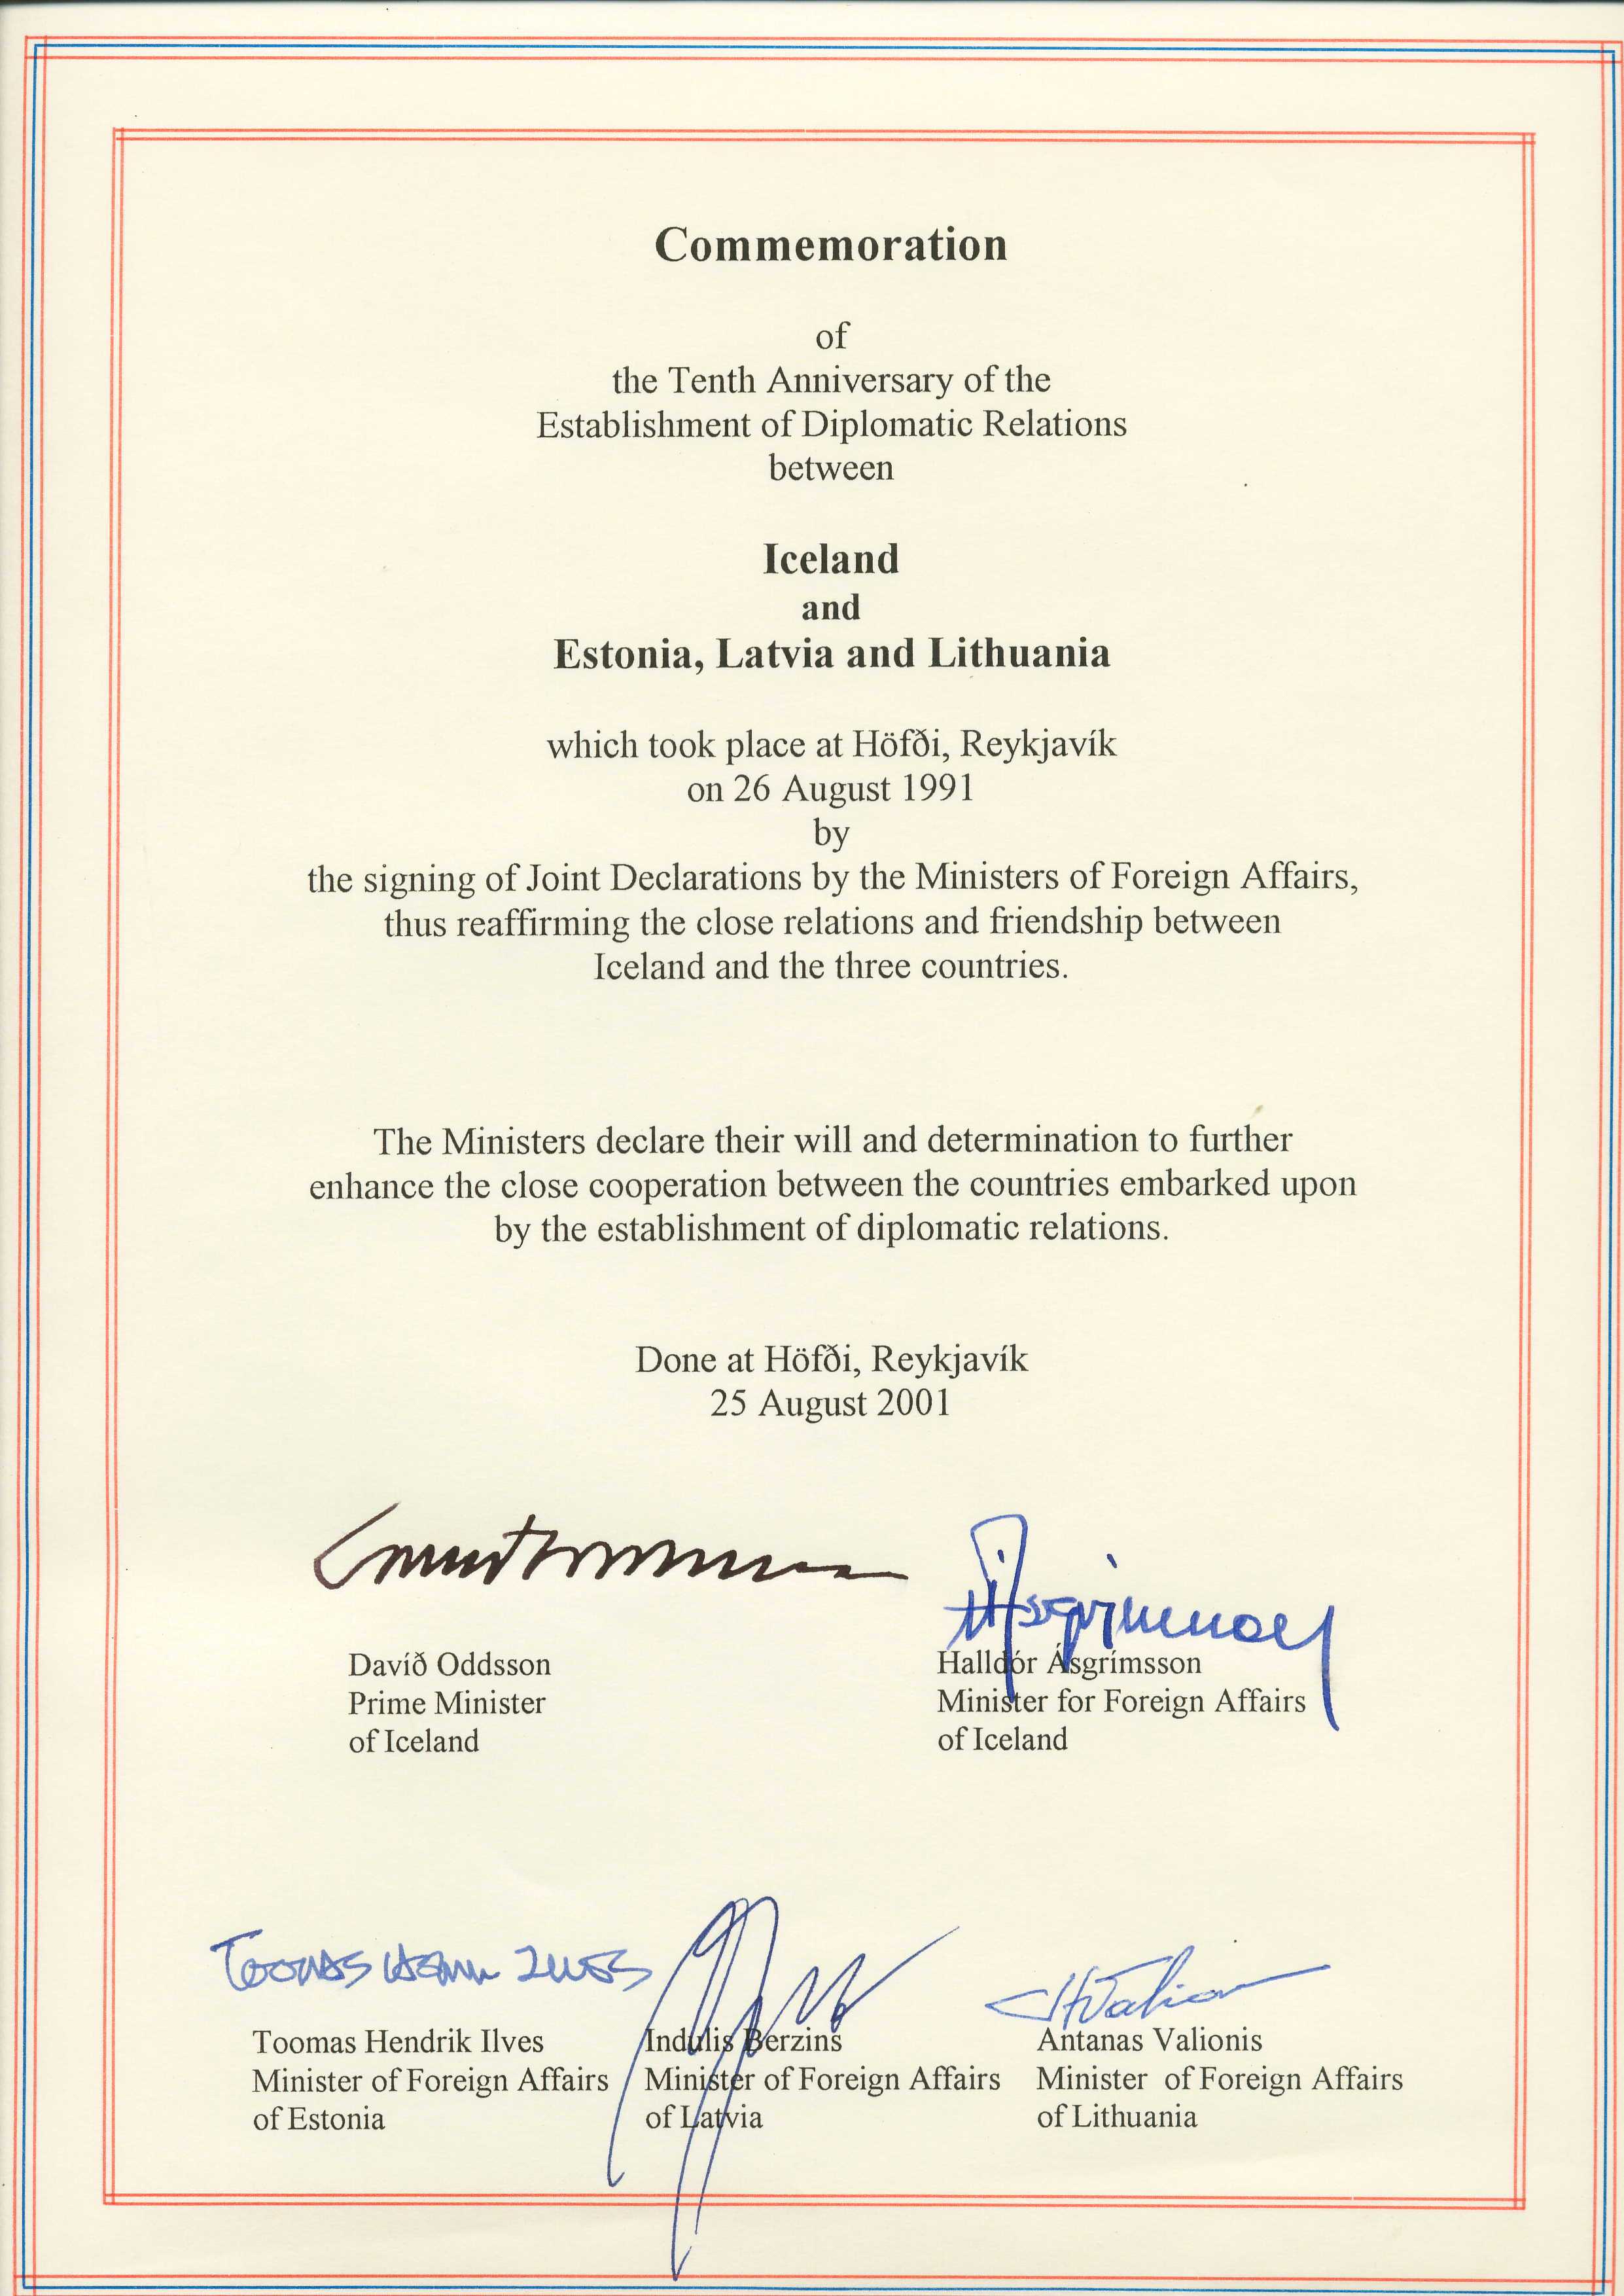 Commemoration
of
the Tenth Anniversary of the
Establishment of Diplomatic Relations
between
Iceland
and
Estonia, Latvia and Lithuania
which took place at Höfði, Reykjavík
on 26 August 1991
by
the signing of Joint Declarations by the Ministers of Foreign Affairs,
thus reaffirming the close relations and friendship between
Iceland and the three countries.
The Ministers declare their will and determination to further
enhance the close cooperation between the countries embarked upon
by the establishment of diplomatic relations.
Done at Höfði, Reykjavík
25 August 2001
Davíð Oddsson
Prime Minister
of Iceland
Halldór Ásgrímsson
Minister for Foreign Affairs
of Iceland
Toomas Hendrik Ilves
Minister of Foreign Affairs
of Estonia
Indulis Berzins
Minister of Foreign Affairs
of Latvia
Antanas Valionis
Minister of Foreign Affairs
of Lithuania